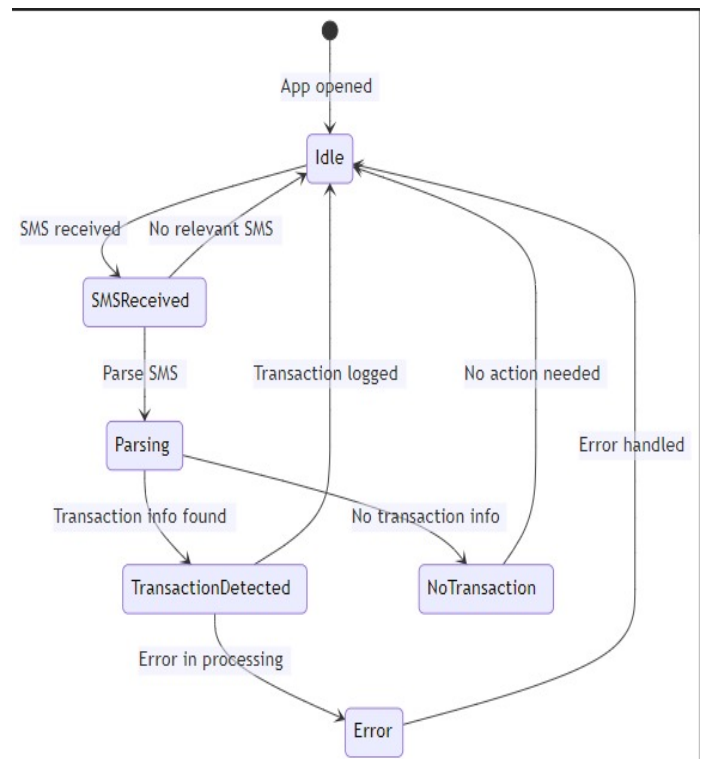 App opened
Idle
SMS received
No relevant SMS
SMSReceived
Parse SMS
Transaction logged
No action needed
Parsing
Error handled
Transaction info found
No transaction info
TransactionDetected
NoTransaction
Error in processing
Error